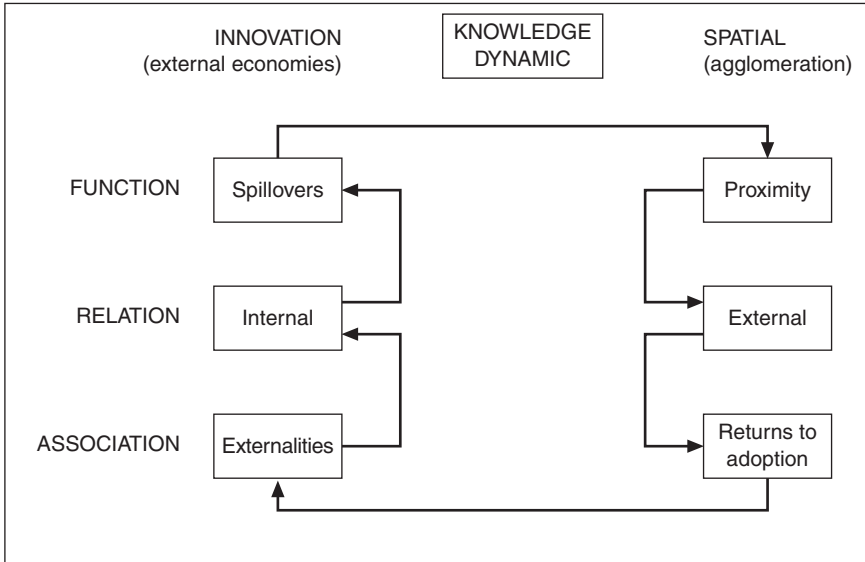 INNOVATION
(external economies)
KNOWLEDGE
DYNAMIC
SPATIAL
(agglomeration)
FUNCTION
Spillovers
Proximity
RELATION
Internal
External
ASSOCIATION
Externalities
Returns to
adoption